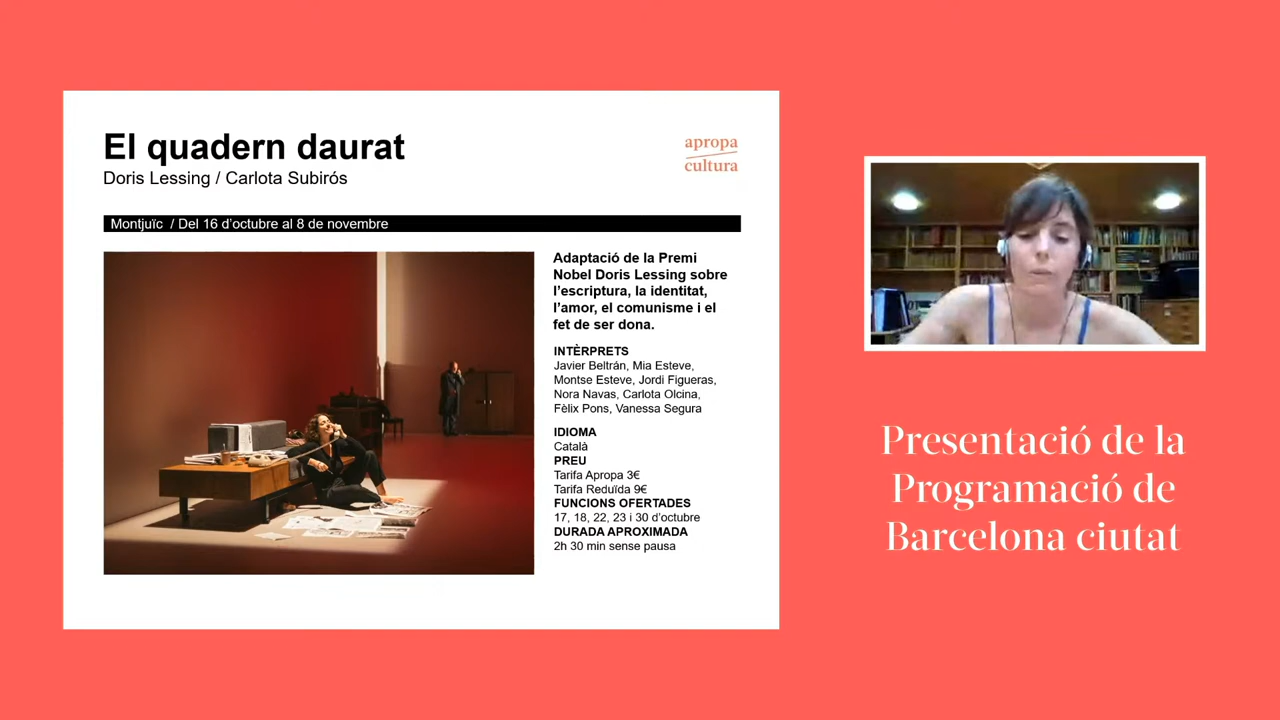 El quadern daurat
Doris Lessing / Carlota Subirós
apropa
cultura
Montjuïc / Del 16 d'octubre al 8 de novembre
Adaptació de la Premi
Nobel Doris Lessing sobre
l'escriptura, la identitat,
l'amor, el comunisme i el
fet de ser dona.
INTÈRPRETS
Javier Beltrán, Mia Esteve,
Montse Esteve, Jordi Figueras,
Nora Navas, Carlota Olcina,
Fèlix Pons, Vanessa Segura
IDIOMA
Català
PREU
Tarifa Apropa 3€
Tarifa Reduïda 9€
FUNCIONS OFERTADES
17, 18, 22, 23 i 30 d'octubre
DURADA APROXIMADA
2h 30 min sense pausa
Presentació de la
Programació de
Barcelona ciutat